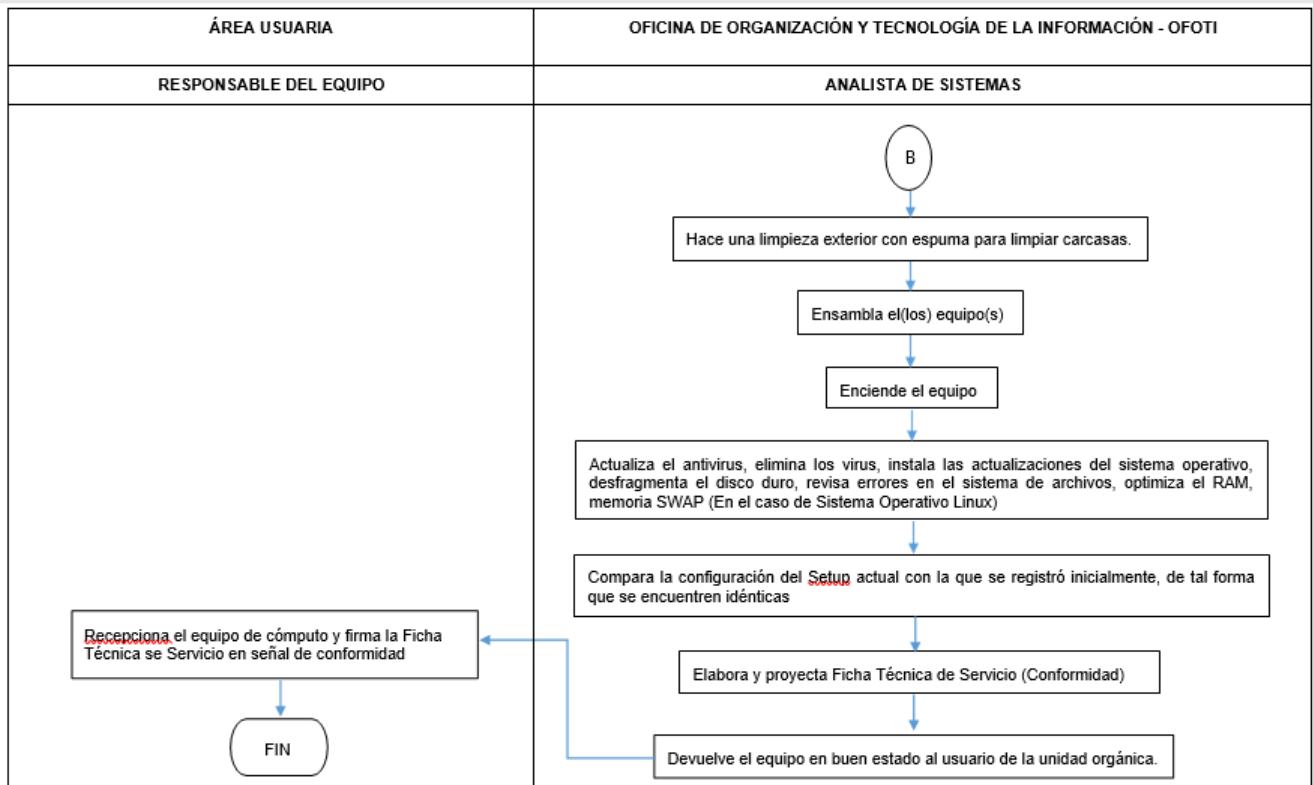 ÁREA USUARIA
OFICINA DE ORGANIZACIÓN Y TECNOLOGÍA DE LA INFORMACIÓN - OFOTI
RESPONSABLE DEL EQUIPO
ANALISTA DE SISTEMAS
B
Hace una limpieza exterior con espuma para limpiar carcasas.
Ensambla el(los) equipo(s)
Enciende el equipo
Actualiza el antivirus, elimina los virus, instala las actualizaciones del sistema operativo,
desfragmenta el disco duro, revisa errores en el sistema de archivos, optimiza el RAM,
memoria SWAP (En el caso de Sistema Operativo Linux)
Compara la configuración del Setup actual con la que se registró inicialmente, de tal forma
que se encuentren idénticas
Elabora y proyecta Ficha Técnica de Servicio (Conformidad)
Devuelve el equipo en buen estado al usuario de la unidad orgánica.
Recepciona el equipo de cómputo y firma la Ficha
Técnica se Servicio en señal de conformidad
FIN